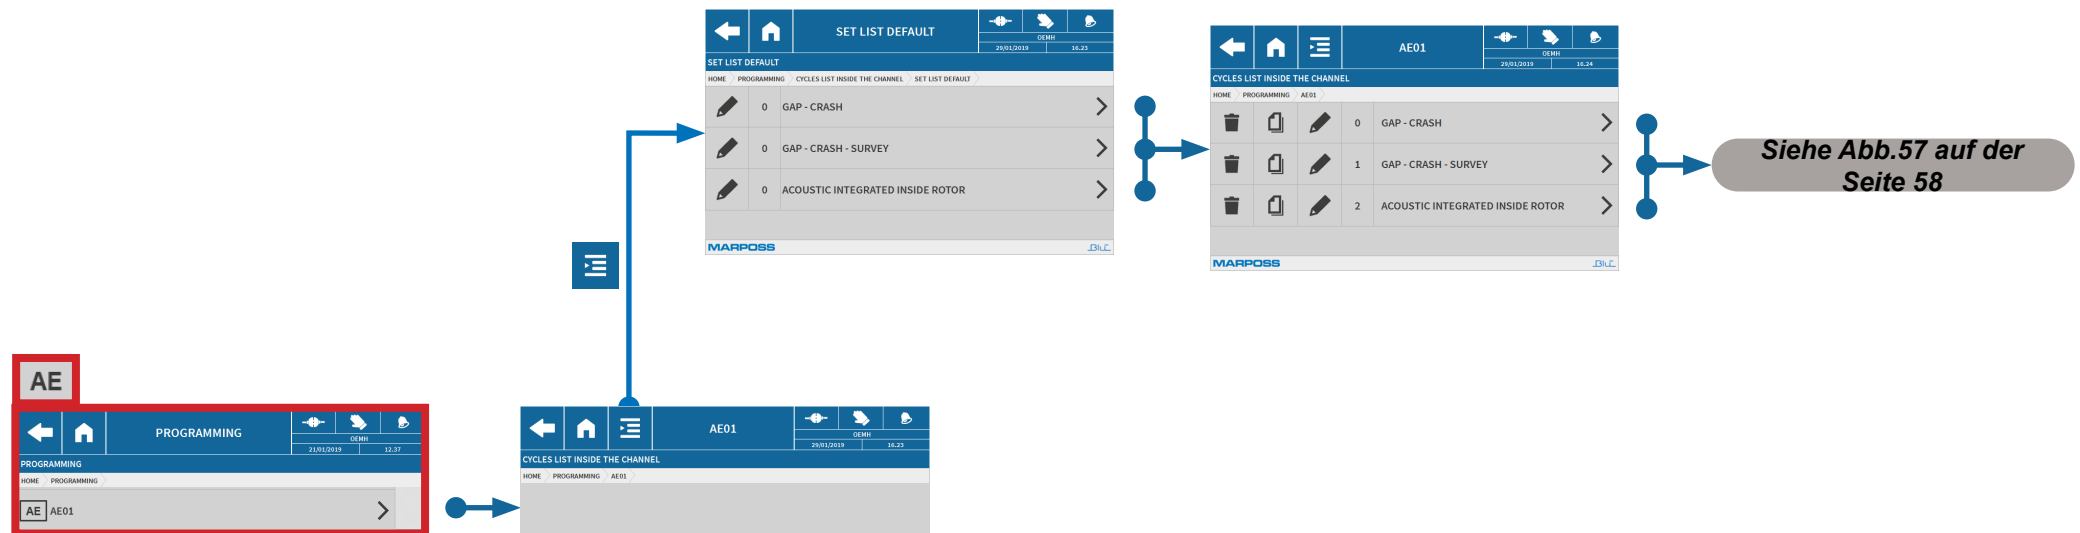 SET LIST DEFAULT
OEMH
29/01/2019 16.23
SET LIST DEFAULT
HOME PROGRAMMING CYCLES LIST INSIDE THE CHANNEL SET LIST DEFAULT
0 GAP - CRASH
0 GAP - CRASH - SURVEY
0 ACOUSTIC INTEGRATED INSIDE ROTOR
MARPOSS BLÚ
AE01
OEMH
29/01/2019 16.24
CYCLES LIST INSIDE THE CHANNEL
HOME PROGRAMMING AE01
0 GAP - CRASH
1 GAP - CRASH - SURVEY
2 ACOUSTIC INTEGRATED INSIDE ROTOR
MARPOSS BLÚ
Siehe Abb.57 auf der
Seite 58
AE
PROGRAMMING
OEMH
21/01/2019 12.37
PROGRAMMING
HOME PROGRAMMING
AE AE01
AE01
OEMH
29/01/2019 16.23
CYCLES LIST INSIDE THE CHANNEL
HOME PROGRAMMING AE01